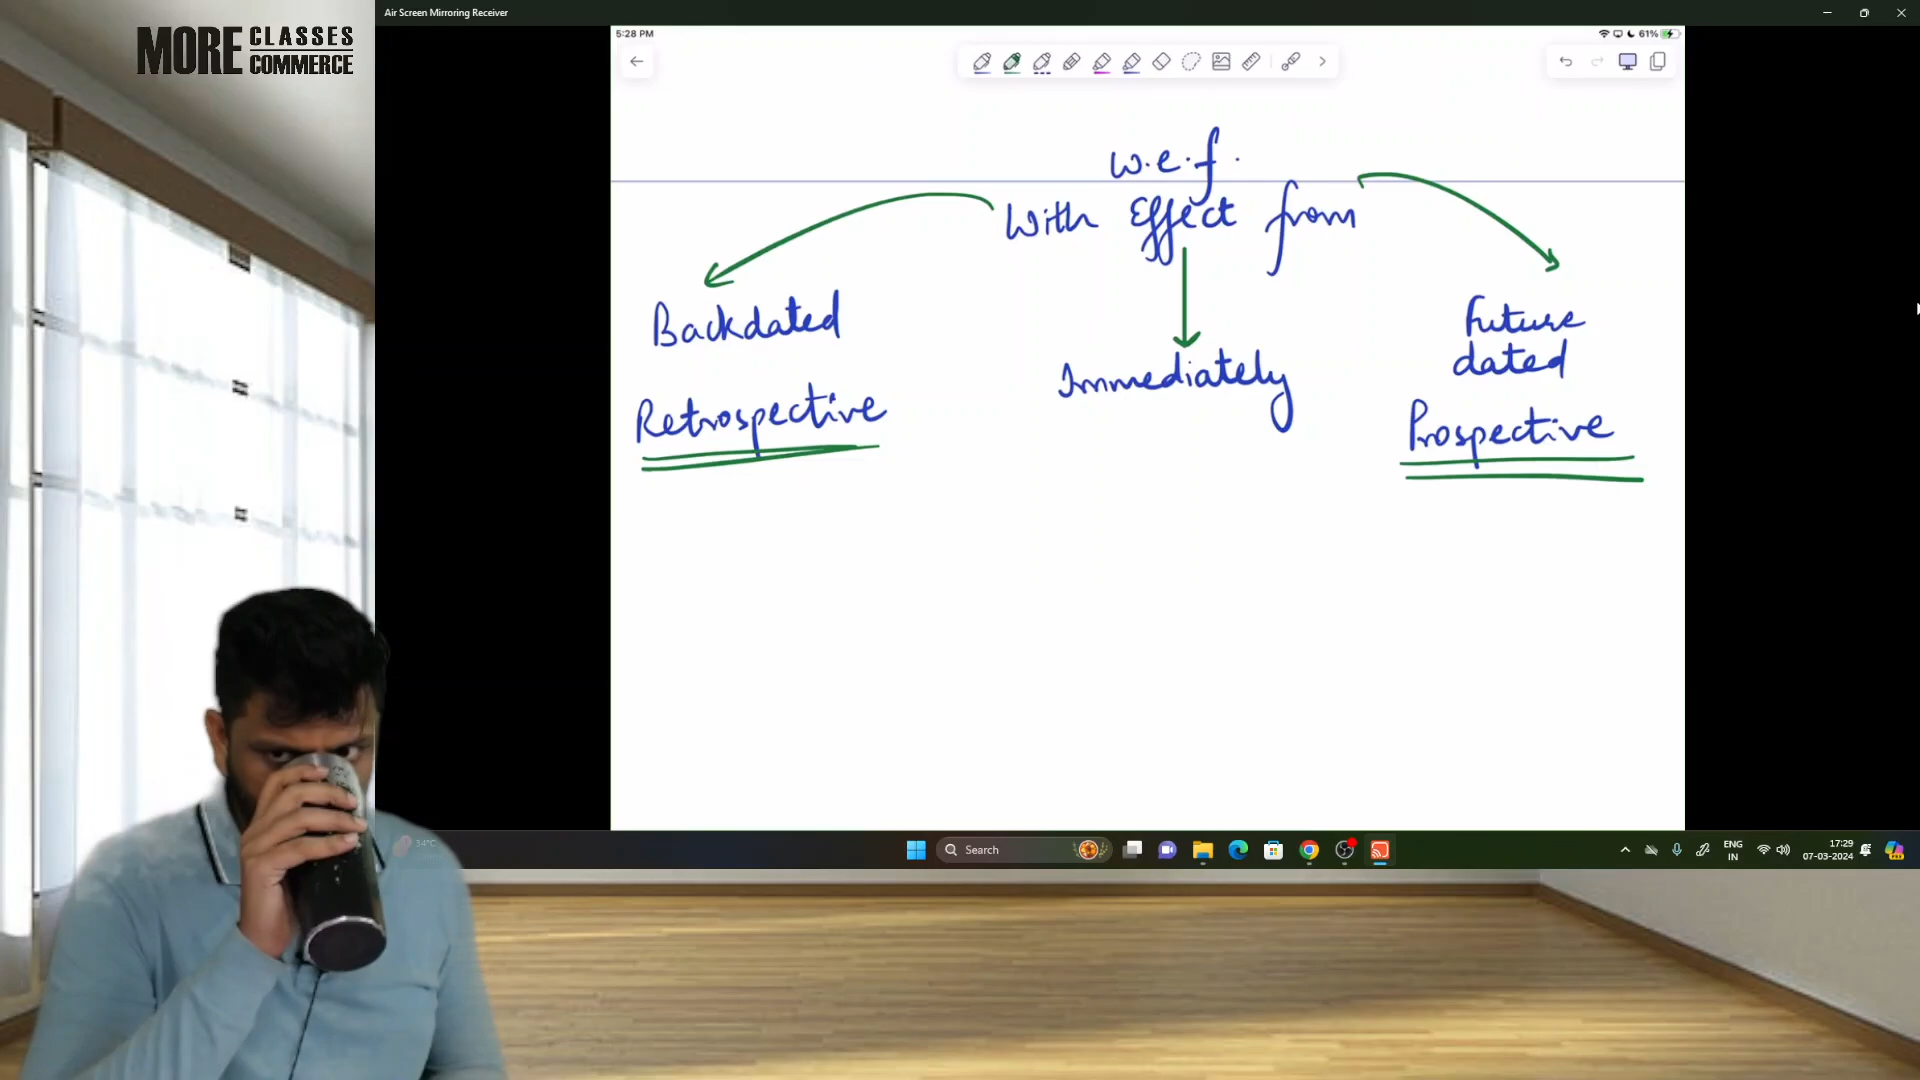 Air Screen Mirroring Receiver
MORE CLASSES COMMERCE
5:28 PM
61%
W.e.f.
With Effect from
Backdated
Retrospective
Immediately
Future
dated
Prospective
34°C
Search
ENG
IN
17:29
07-03-2024